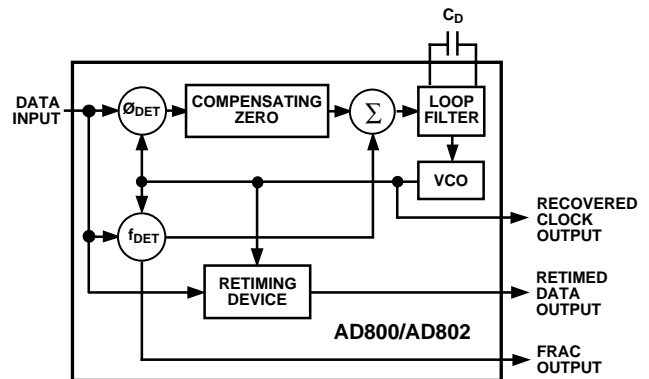 C_D
DATA
INPUT
Ø_DET
COMPENSATING
ZERO
Σ
LOOP
FILTER
VCO
RECOVERED
CLOCK
OUTPUT
f_DET
RETIMING
DEVICE
RETIMED
DATA
OUTPUT
AD800/AD802
FRAC
OUTPUT